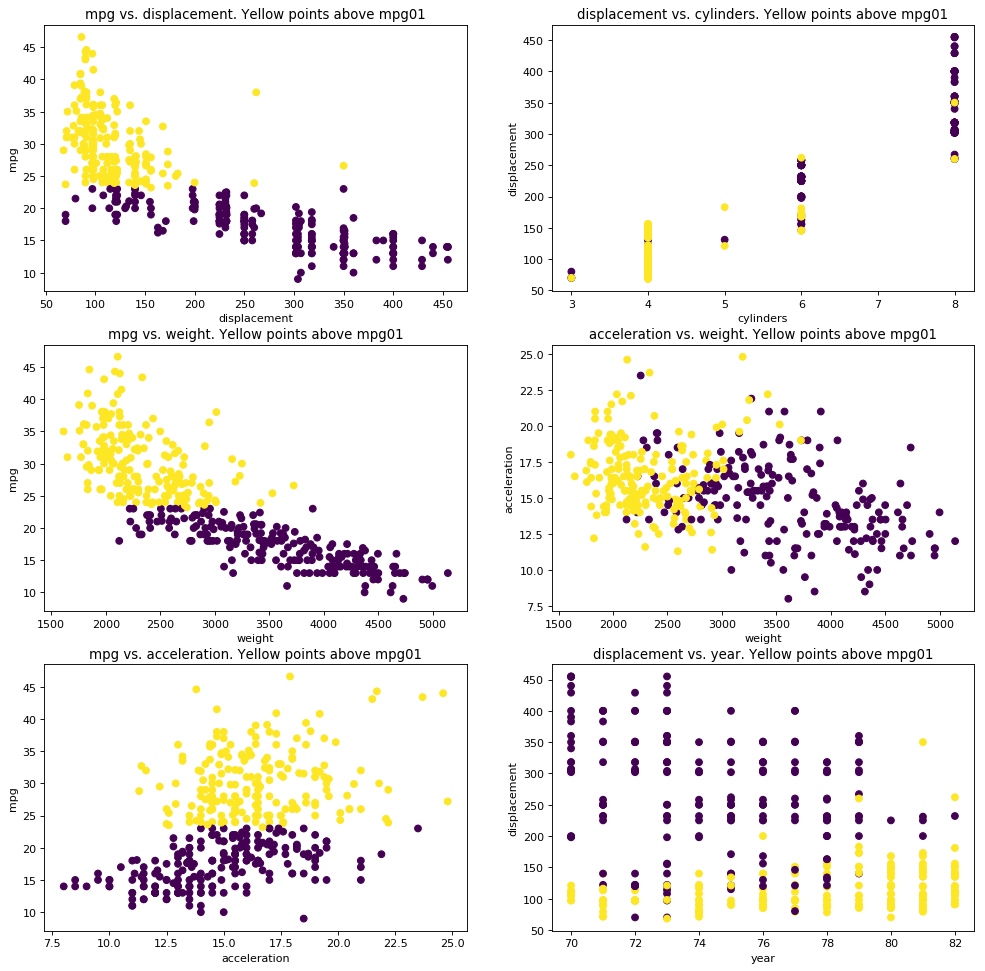 mpg vs. displacement. Yellow points above mpg01
45
40
35
30
25
20
15
10
mpg
50 100 150 200 250 300 350 400 450
displacement
displacement vs. cylinders. Yellow points above mpg01
450
400
350
300
250
200
150
100
50
displacement
3 4 5 6 7 8
cylinders
mpg vs. weight. Yellow points above mpg01
45
40
35
30
25
20
15
10
mpg
1500 2000 2500 3000 3500 4000 4500 5000
weight
acceleration vs. weight. Yellow points above mpg01
25.0
22.5
20.0
17.5
15.0
12.5
10.0
7.5
acceleration
1500 2000 2500 3000 3500 4000 4500 5000
weight
mpg vs. acceleration. Yellow points above mpg01
45
40
35
30
25
20
15
10
mpg
7.5 10.0 12.5 15.0 17.5 20.0 22.5 25.0
acceleration
displacement vs. year. Yellow points above mpg01
450
400
350
300
250
200
150
100
50
displacement
70 72 74 76 78 80 82
year